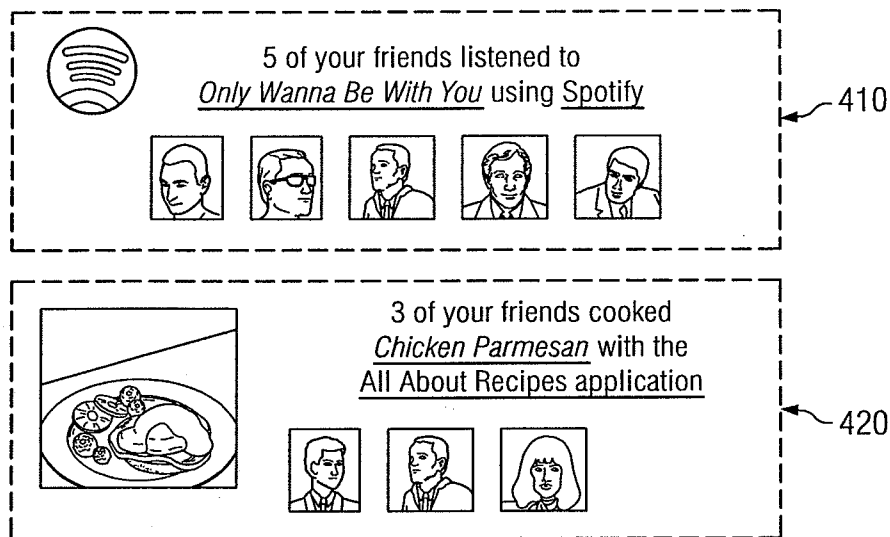 5 of your friends listened to
Only Wanna Be With You using Spotify
410
3 of your friends cooked
Chicken Parmesan with the
All About Recipes application
420